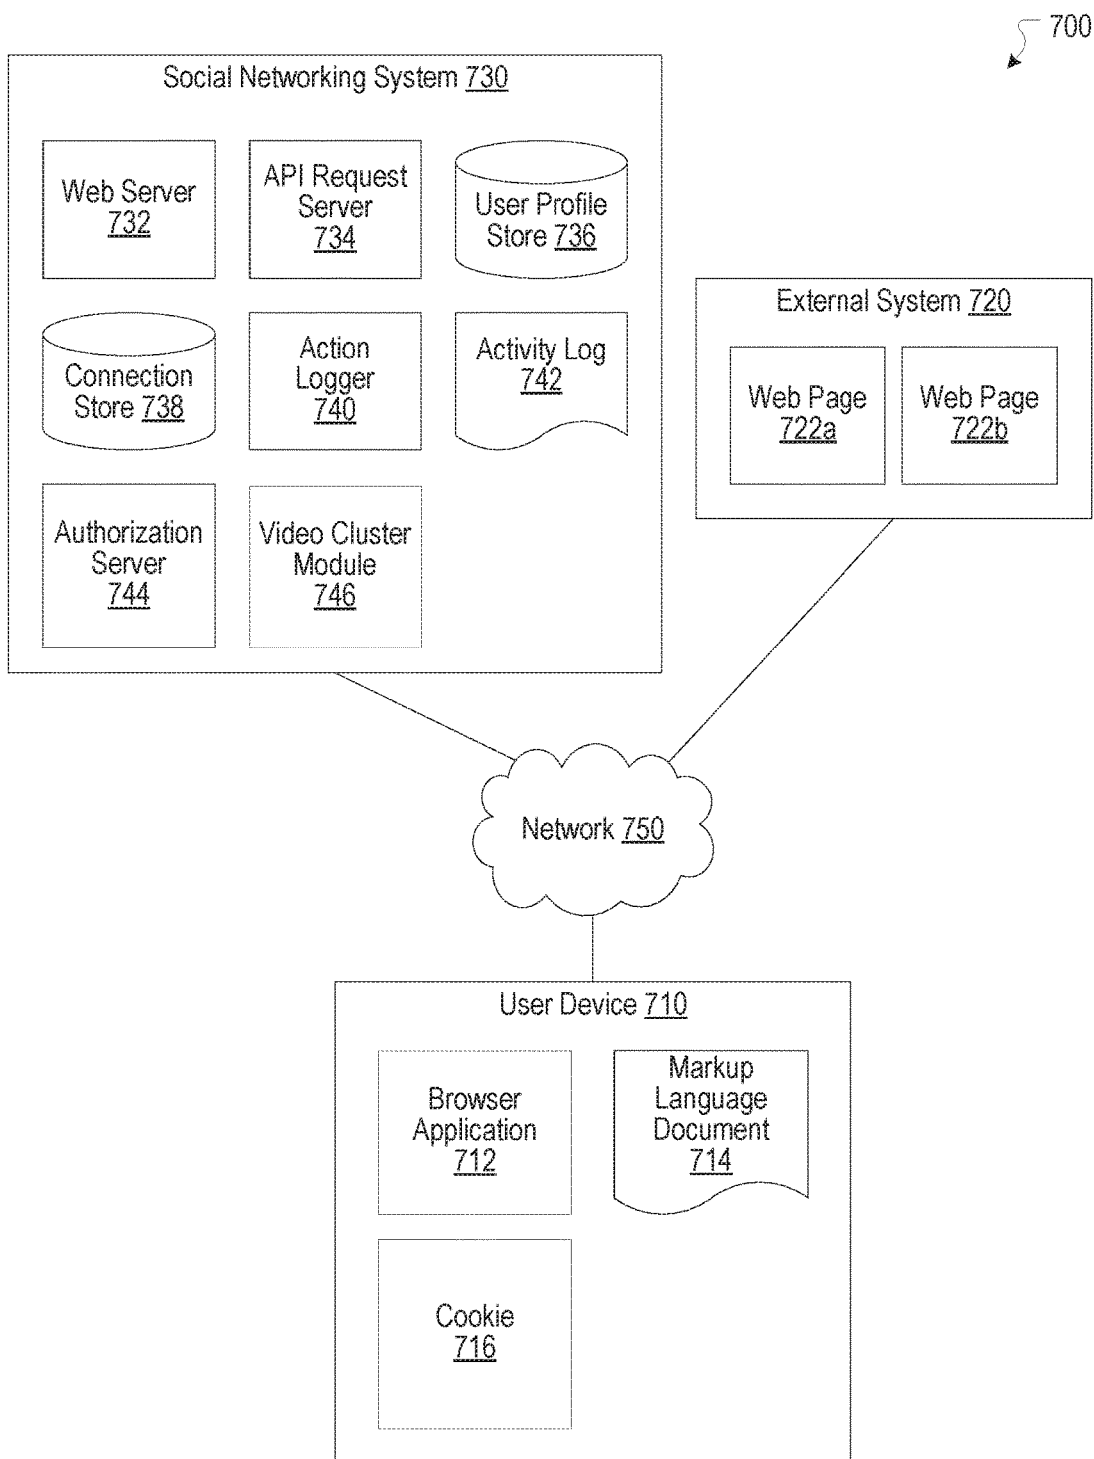 700
Social Networking System 730
Web Server
732
API Request
Server
734
User Profile
Store 736
Connection
Store 738
Action
Logger
740
Activity Log
742
Authorization
Server
744
Video Cluster
Module
746
External System 720
Web Page
722a
Web Page
722b
Network 750
User Device 710
Browser
Application
712
Markup
Language
Document
714
Cookie
716